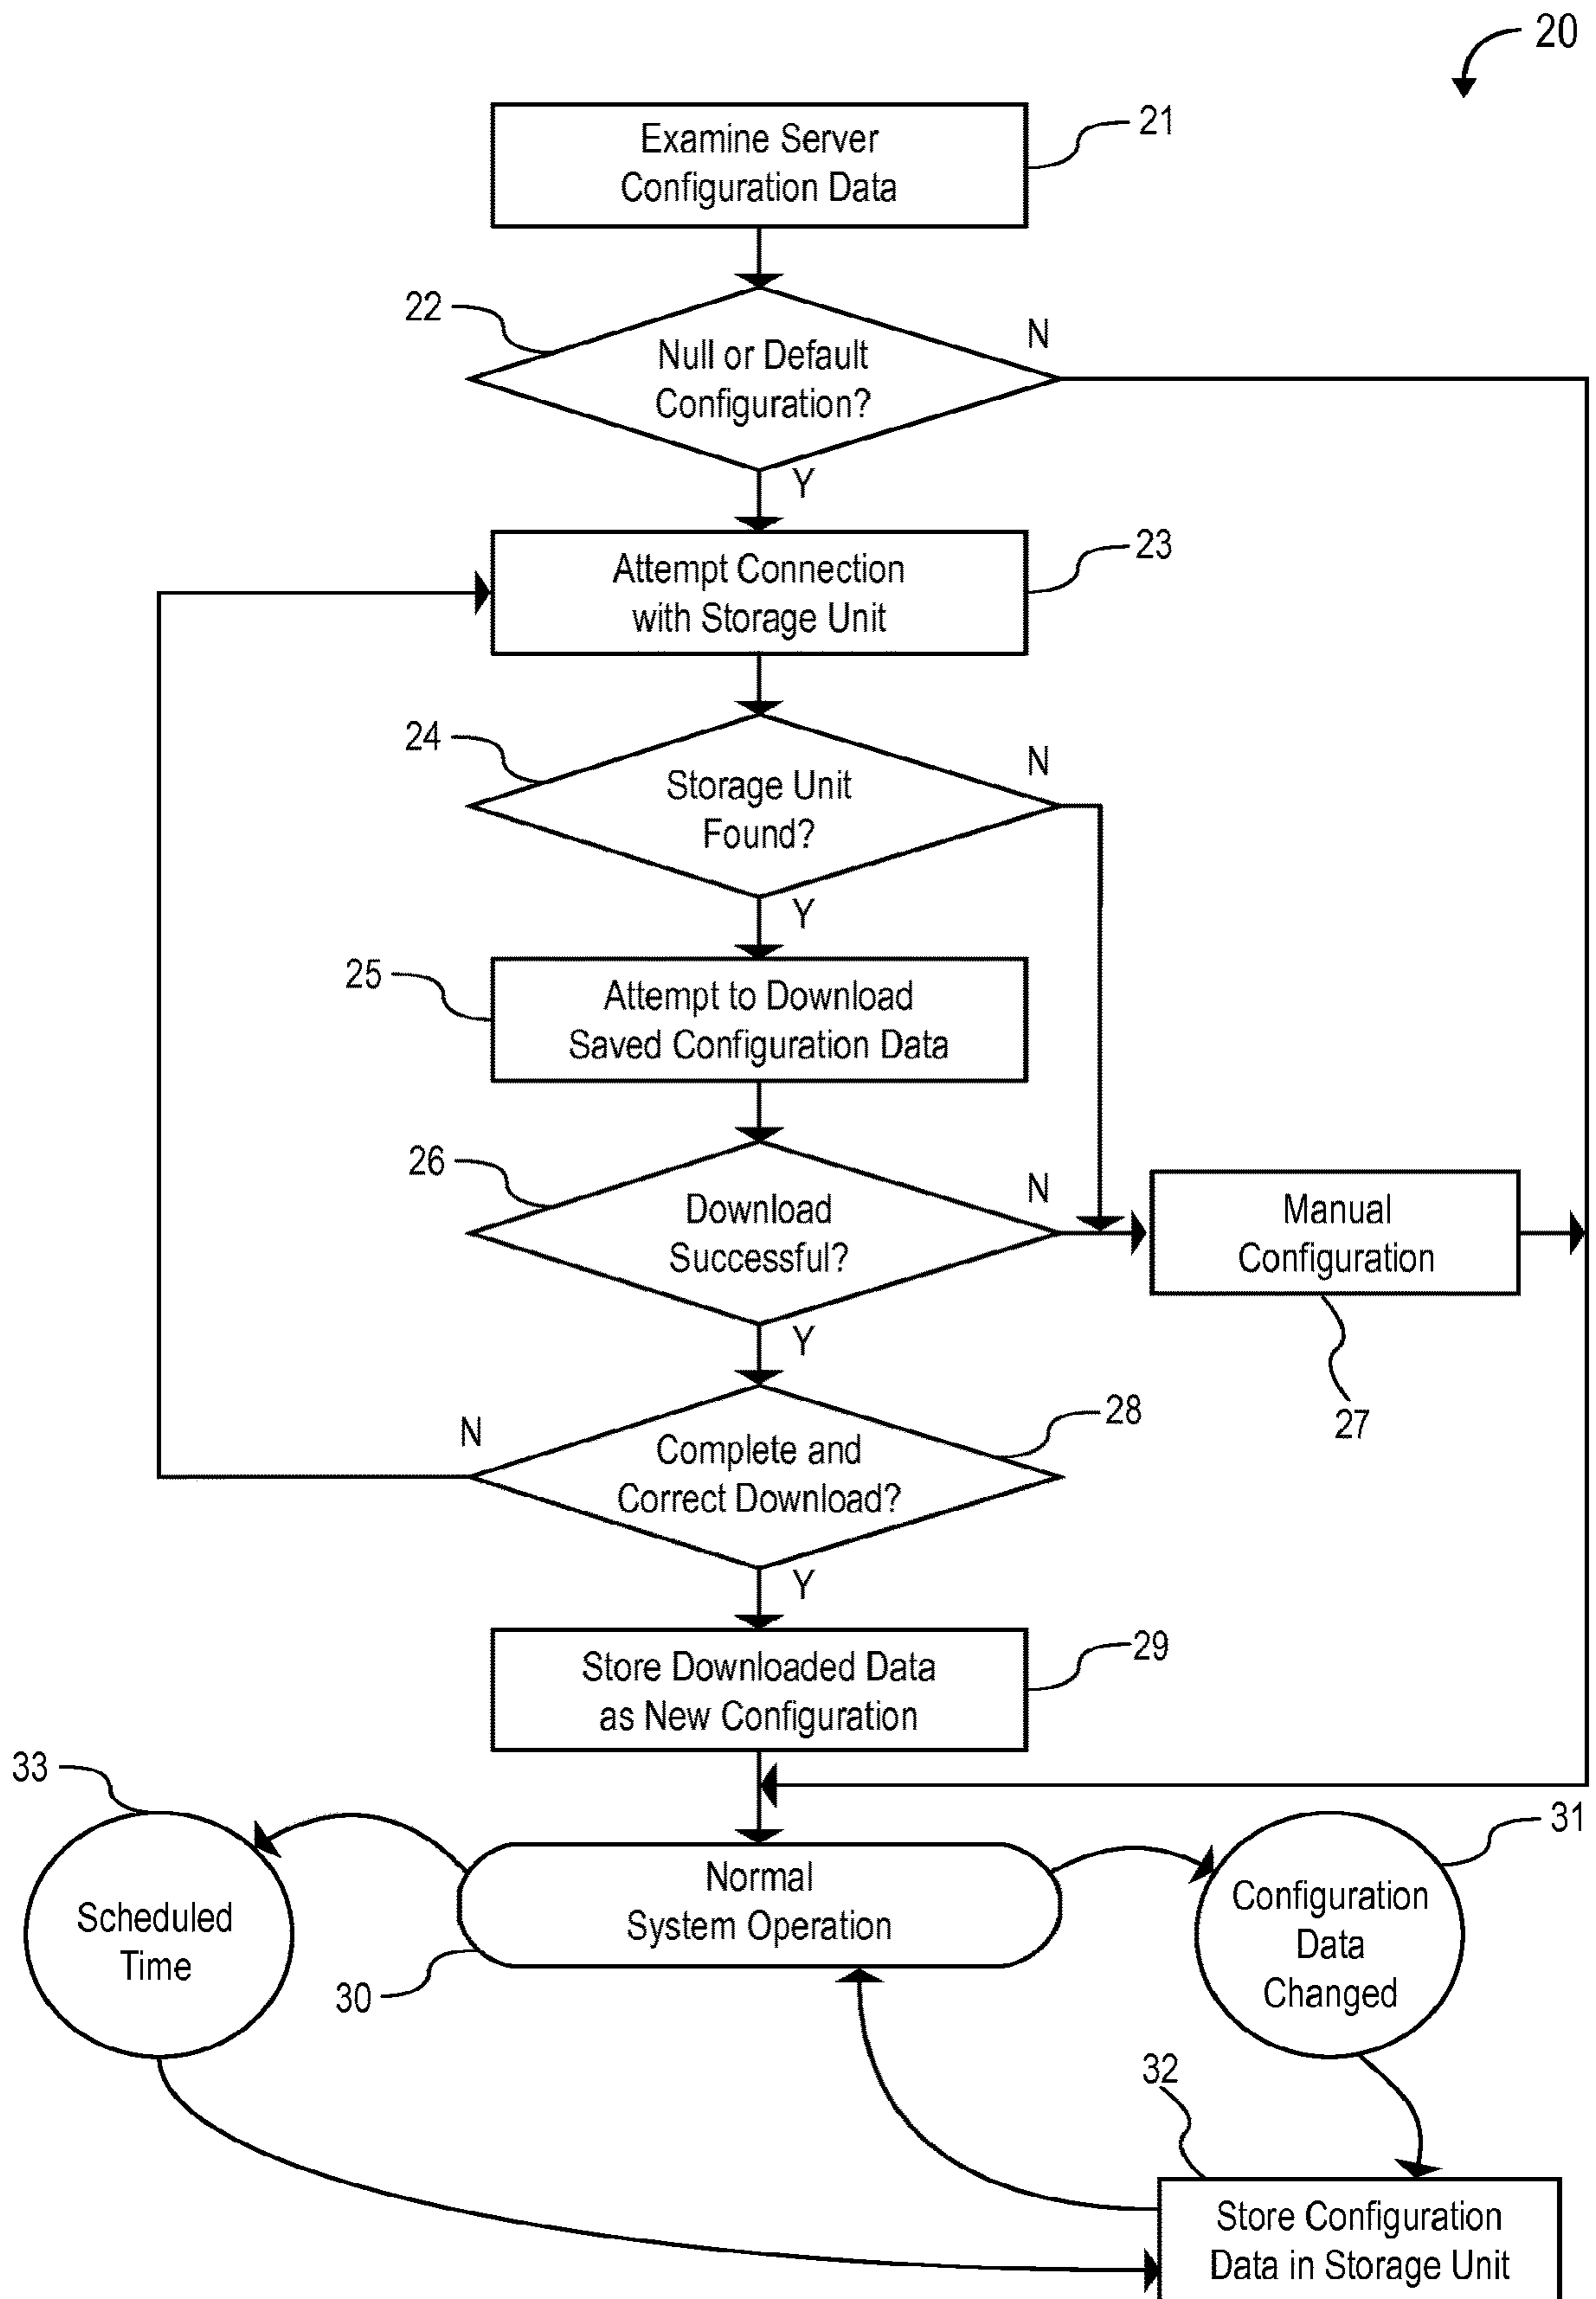 20
Examine Server
Configuration Data
21
22
Null or Default
Configuration?
N
Y
Attempt Connection
with Storage Unit
23
24
Storage Unit
Found?
N
Y
25
Attempt to Download
Saved Configuration Data
26
Download
Successful?
N
Manual
Configuration
27
Y
28
N
Complete and
Correct Download?
Y
Store Downloaded Data
as New Configuration
29
33
Scheduled
Time
Normal
System Operation
30
31
Configuration
Data
Changed
32
Store Configuration
Data in Storage Unit